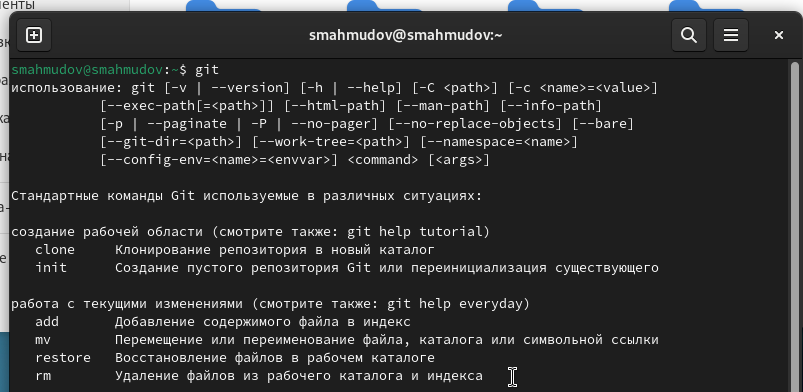 енты
smahmudov@smahmudov:~
smahmudov@smahmudov:~$ git
использование: git [-v | --version] [-h | --help] [-C <path>] [-c <name>=<value>]
[--exec-path[=<path>]] [--html-path] [--man-path] [--info-path]
[-p | --paginate | -P | --no-pager] [--no-replace-objects] [--bare]
[--git-dir=<path>] [--work-tree=<path>] [--namespace=<name>]
[--config-env=<name>=<envvar>] <command> [<args>]
Стандартные команды Git используемые в различных ситуациях:
создание рабочей области (смотрите также: git help tutorial)
clone Клонирование репозитория в новый каталог
init Создание пустого репозитория Git или переинициализация существующего
работа с текущими изменениями (смотрите также: git help everyday)
add Добавление содержимого файла в индекс
mv Перемещение или переименование файла, каталога или символьной ссылки
restore Восстановление файлов в рабочем каталоге
rm Удаление файлов из рабочего каталога и индекса